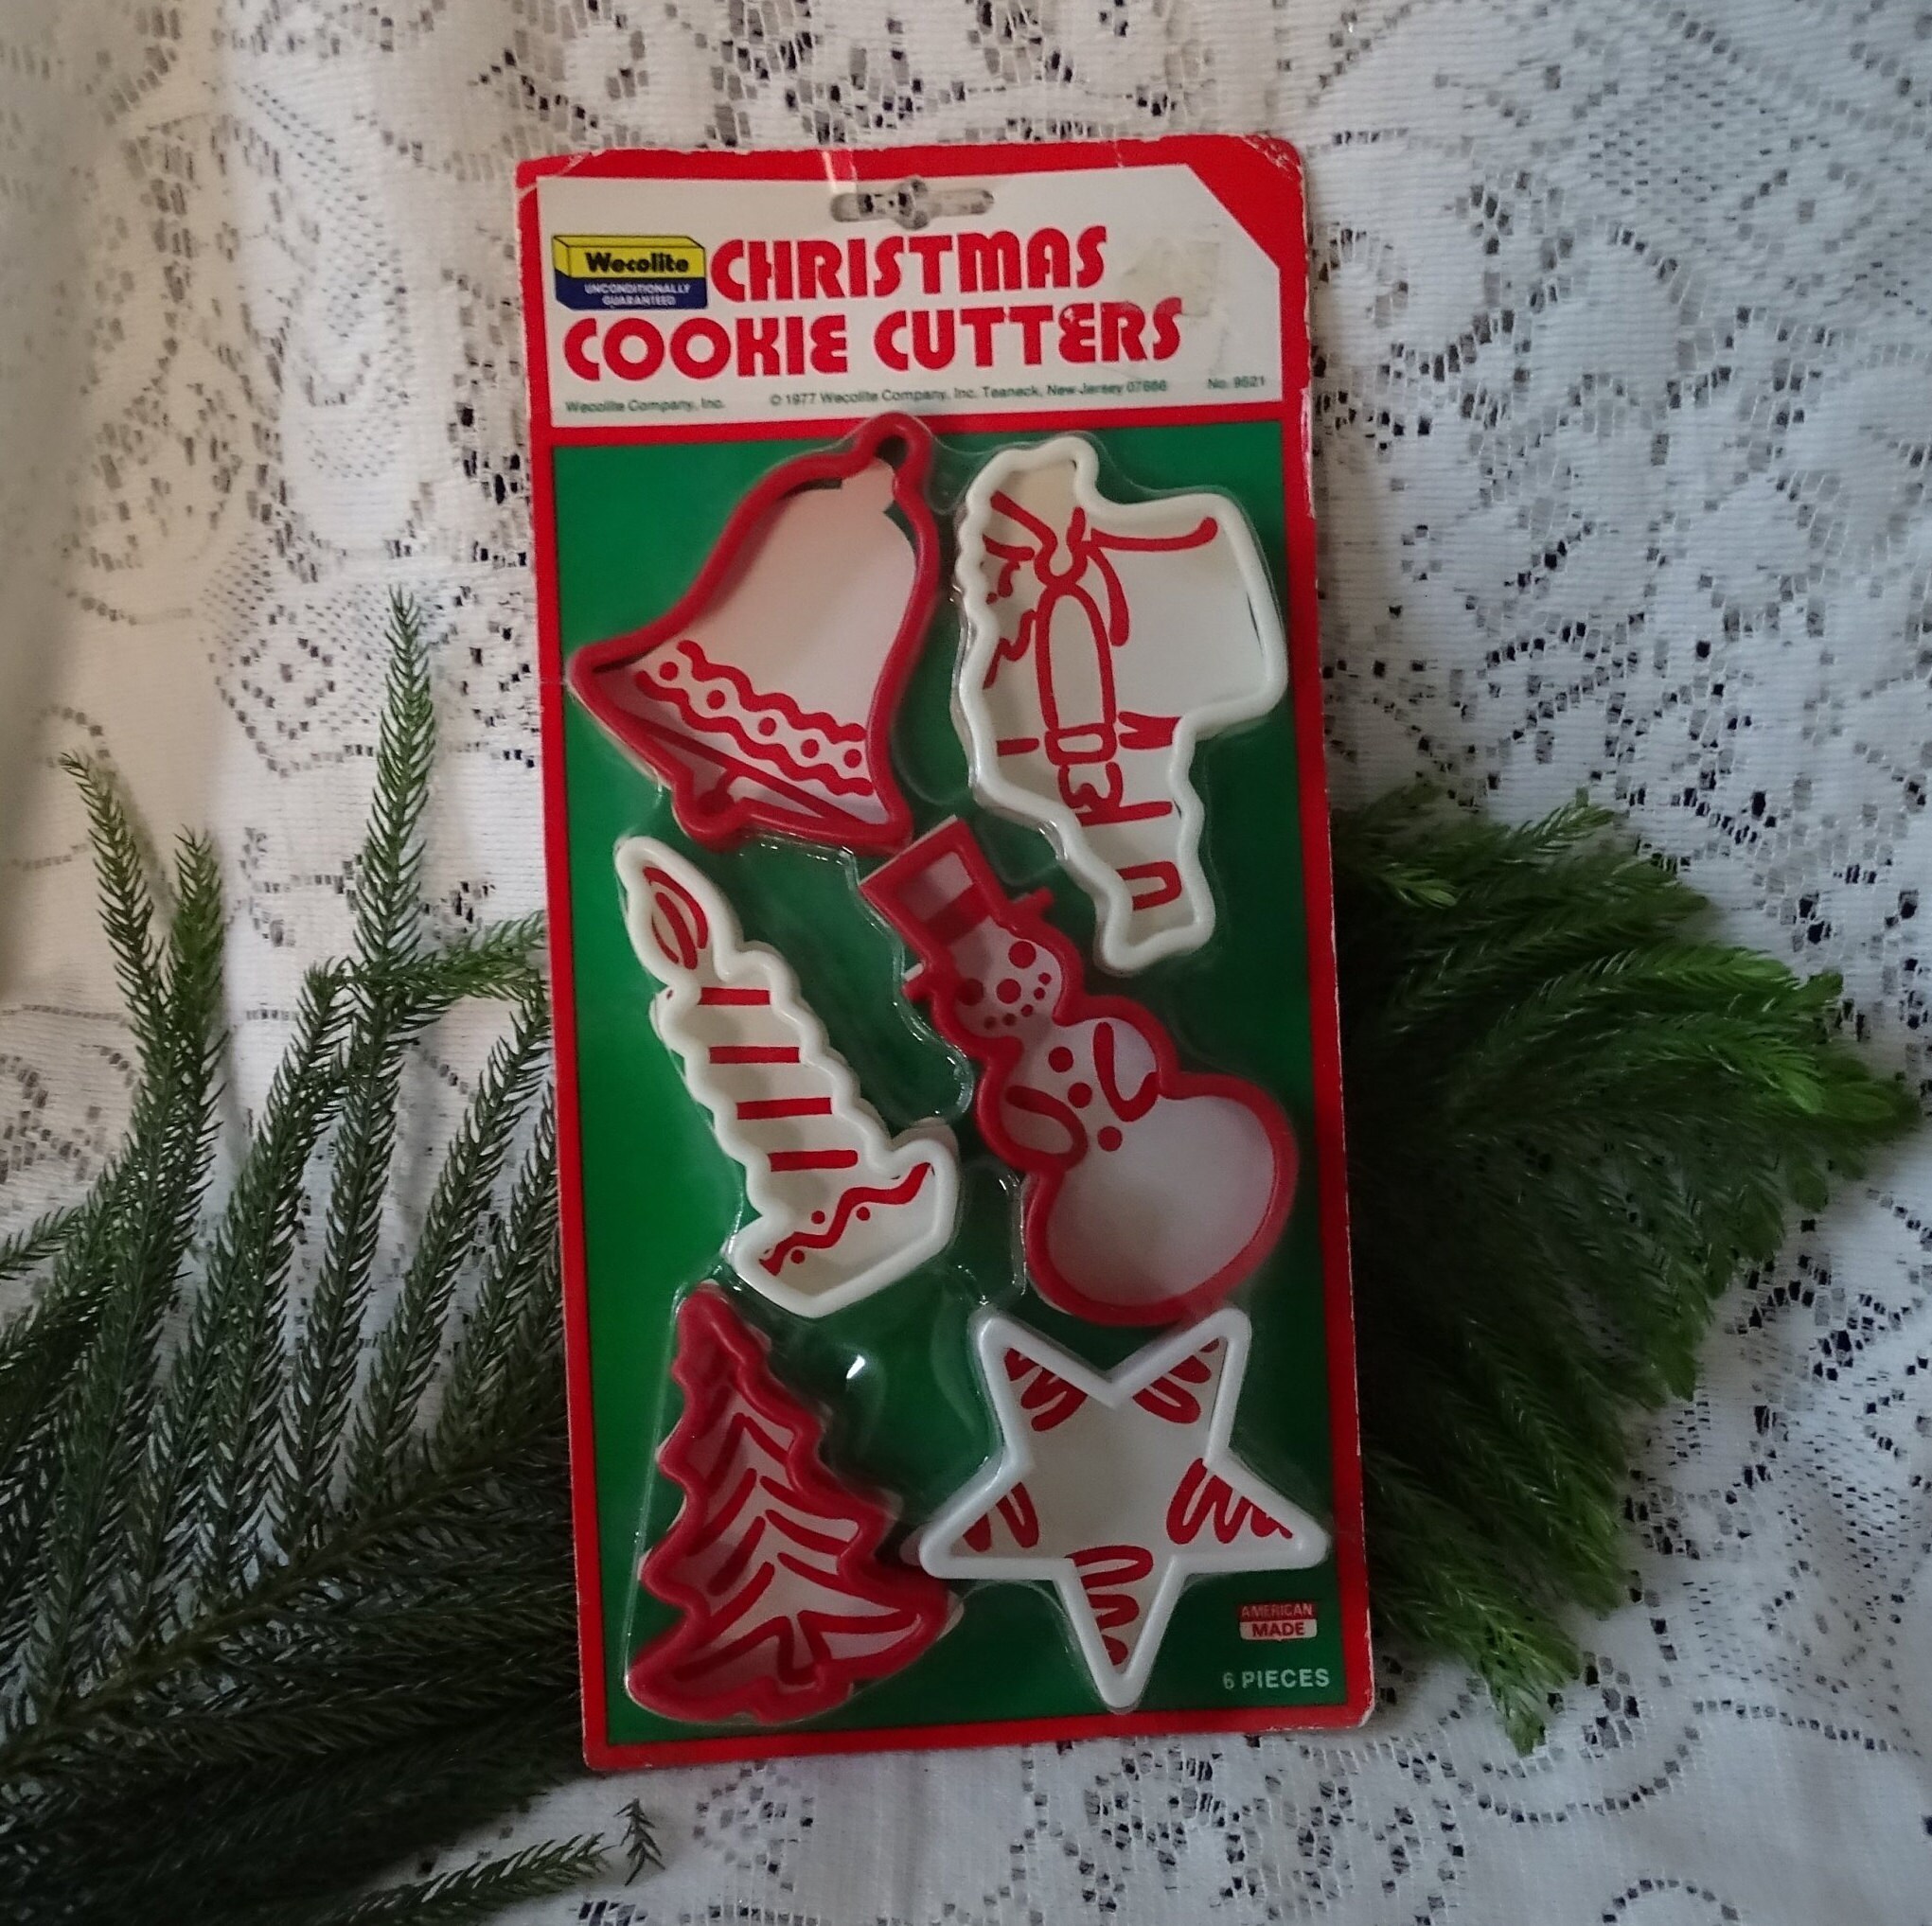 Wecolite
UNCONDITIONALLY
GUARANTEED
CHRISTMAS
COOKIE CUTTERS
Wecolite Company, Inc. © 1977 Wecolite Company, Inc. Teaneck, New Jersey 07666 No. 9521
AMERICAN
MADE
6 PIECES